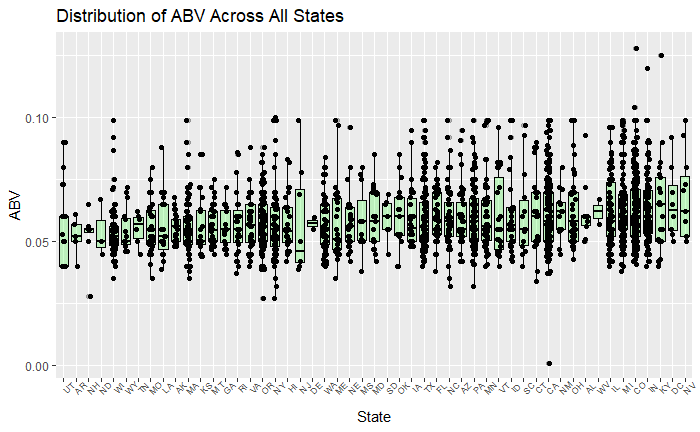 Distribution of ABV Across All States
ABV
0.10
0.05
0.00
UT AR NH ND WI WY TN MO LA AK MA KS MT GA RI VA OR NY HI NJ DE WA ME NE MS MD SD OK IA TX FL NC AZ PA MN VT ID SC CT CA NM OH AL WV IL MI CO IN KY DC NV
State